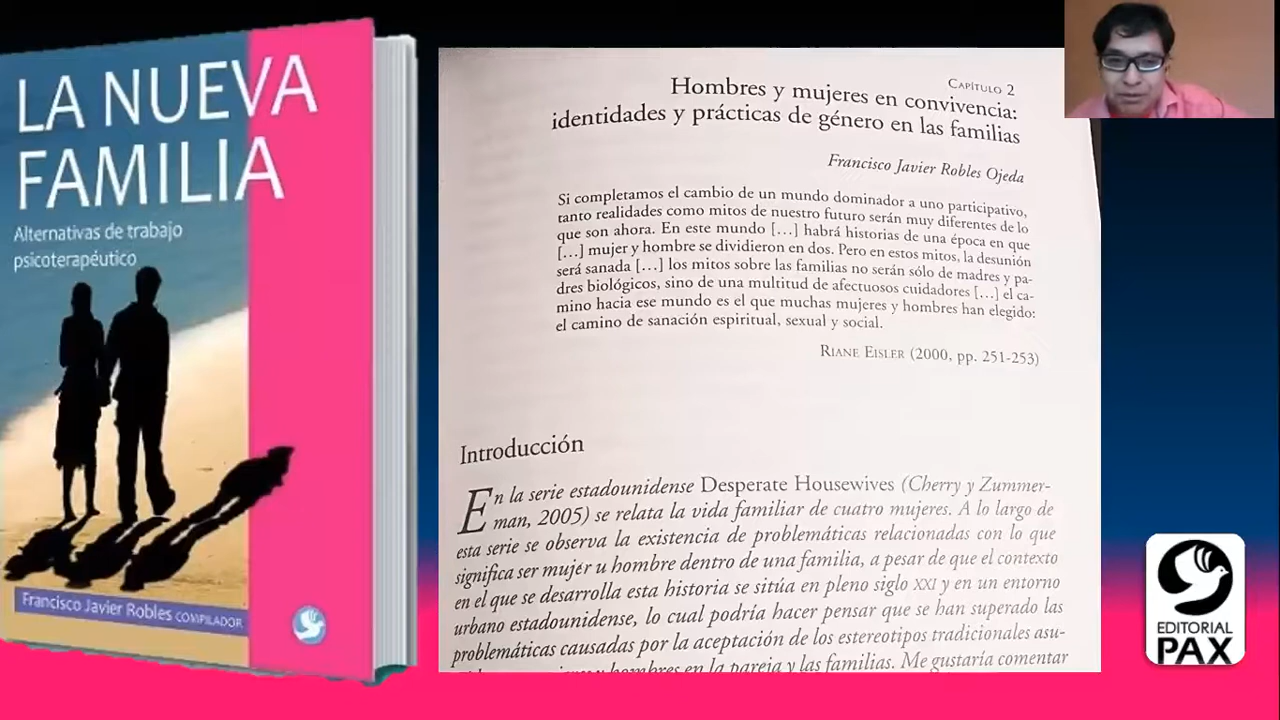 LA NUEVA
FAMILIA
Alternativas de trabajo
psicoterapéutico
Francisco Javier Robles COMPILADOR
CAPÍTULO 2
Hombres y mujeres en convivencia:
identidades y prácticas de género en las familias
Francisco Javier Robles Ojeda
Si completamos el cambio de un mundo dominador a uno participativo,
tanto realidades como mitos de nuestro futuro serán muy diferentes de lo
que son ahora. En este mundo [...] habrá historias de una época en que
[...] mujer y hombre se dividieron en dos. Pero en estos mitos, la desunión
será sanada [...] los mitos sobre las familias no serán sólo de madres y pa-
dres biológicos, sino de una multitud de afectuosos cuidadores [...] el ca-
mino hacia ese mundo es el que muchas mujeres y hombres han elegido:
el camino de sanación espiritual, sexual y social.
RIANE EISLER (2000, pp. 251-253)
Introducción
En la serie estadounidense Desperate Housewives (Cherry y Zummer-
man, 2005) se relata la vida familiar de cuatro mujeres. A lo largo de
esta serie se observa la existencia de problemáticas relacionadas con lo que
significa ser mujer u hombre dentro de una familia, a pesar de que el contexto
en el que se desarrolla esta historia se sitúa en pleno siglo XXI y en un entorno
urbano estadounidense, lo cual podría hacer pensar que se han superado las
problemáticas causadas por la aceptación de los estereotipos tradicionales asu-
y hombres en la pareja y las familias. Me gustaría comentar
EDITORIAL
PAX